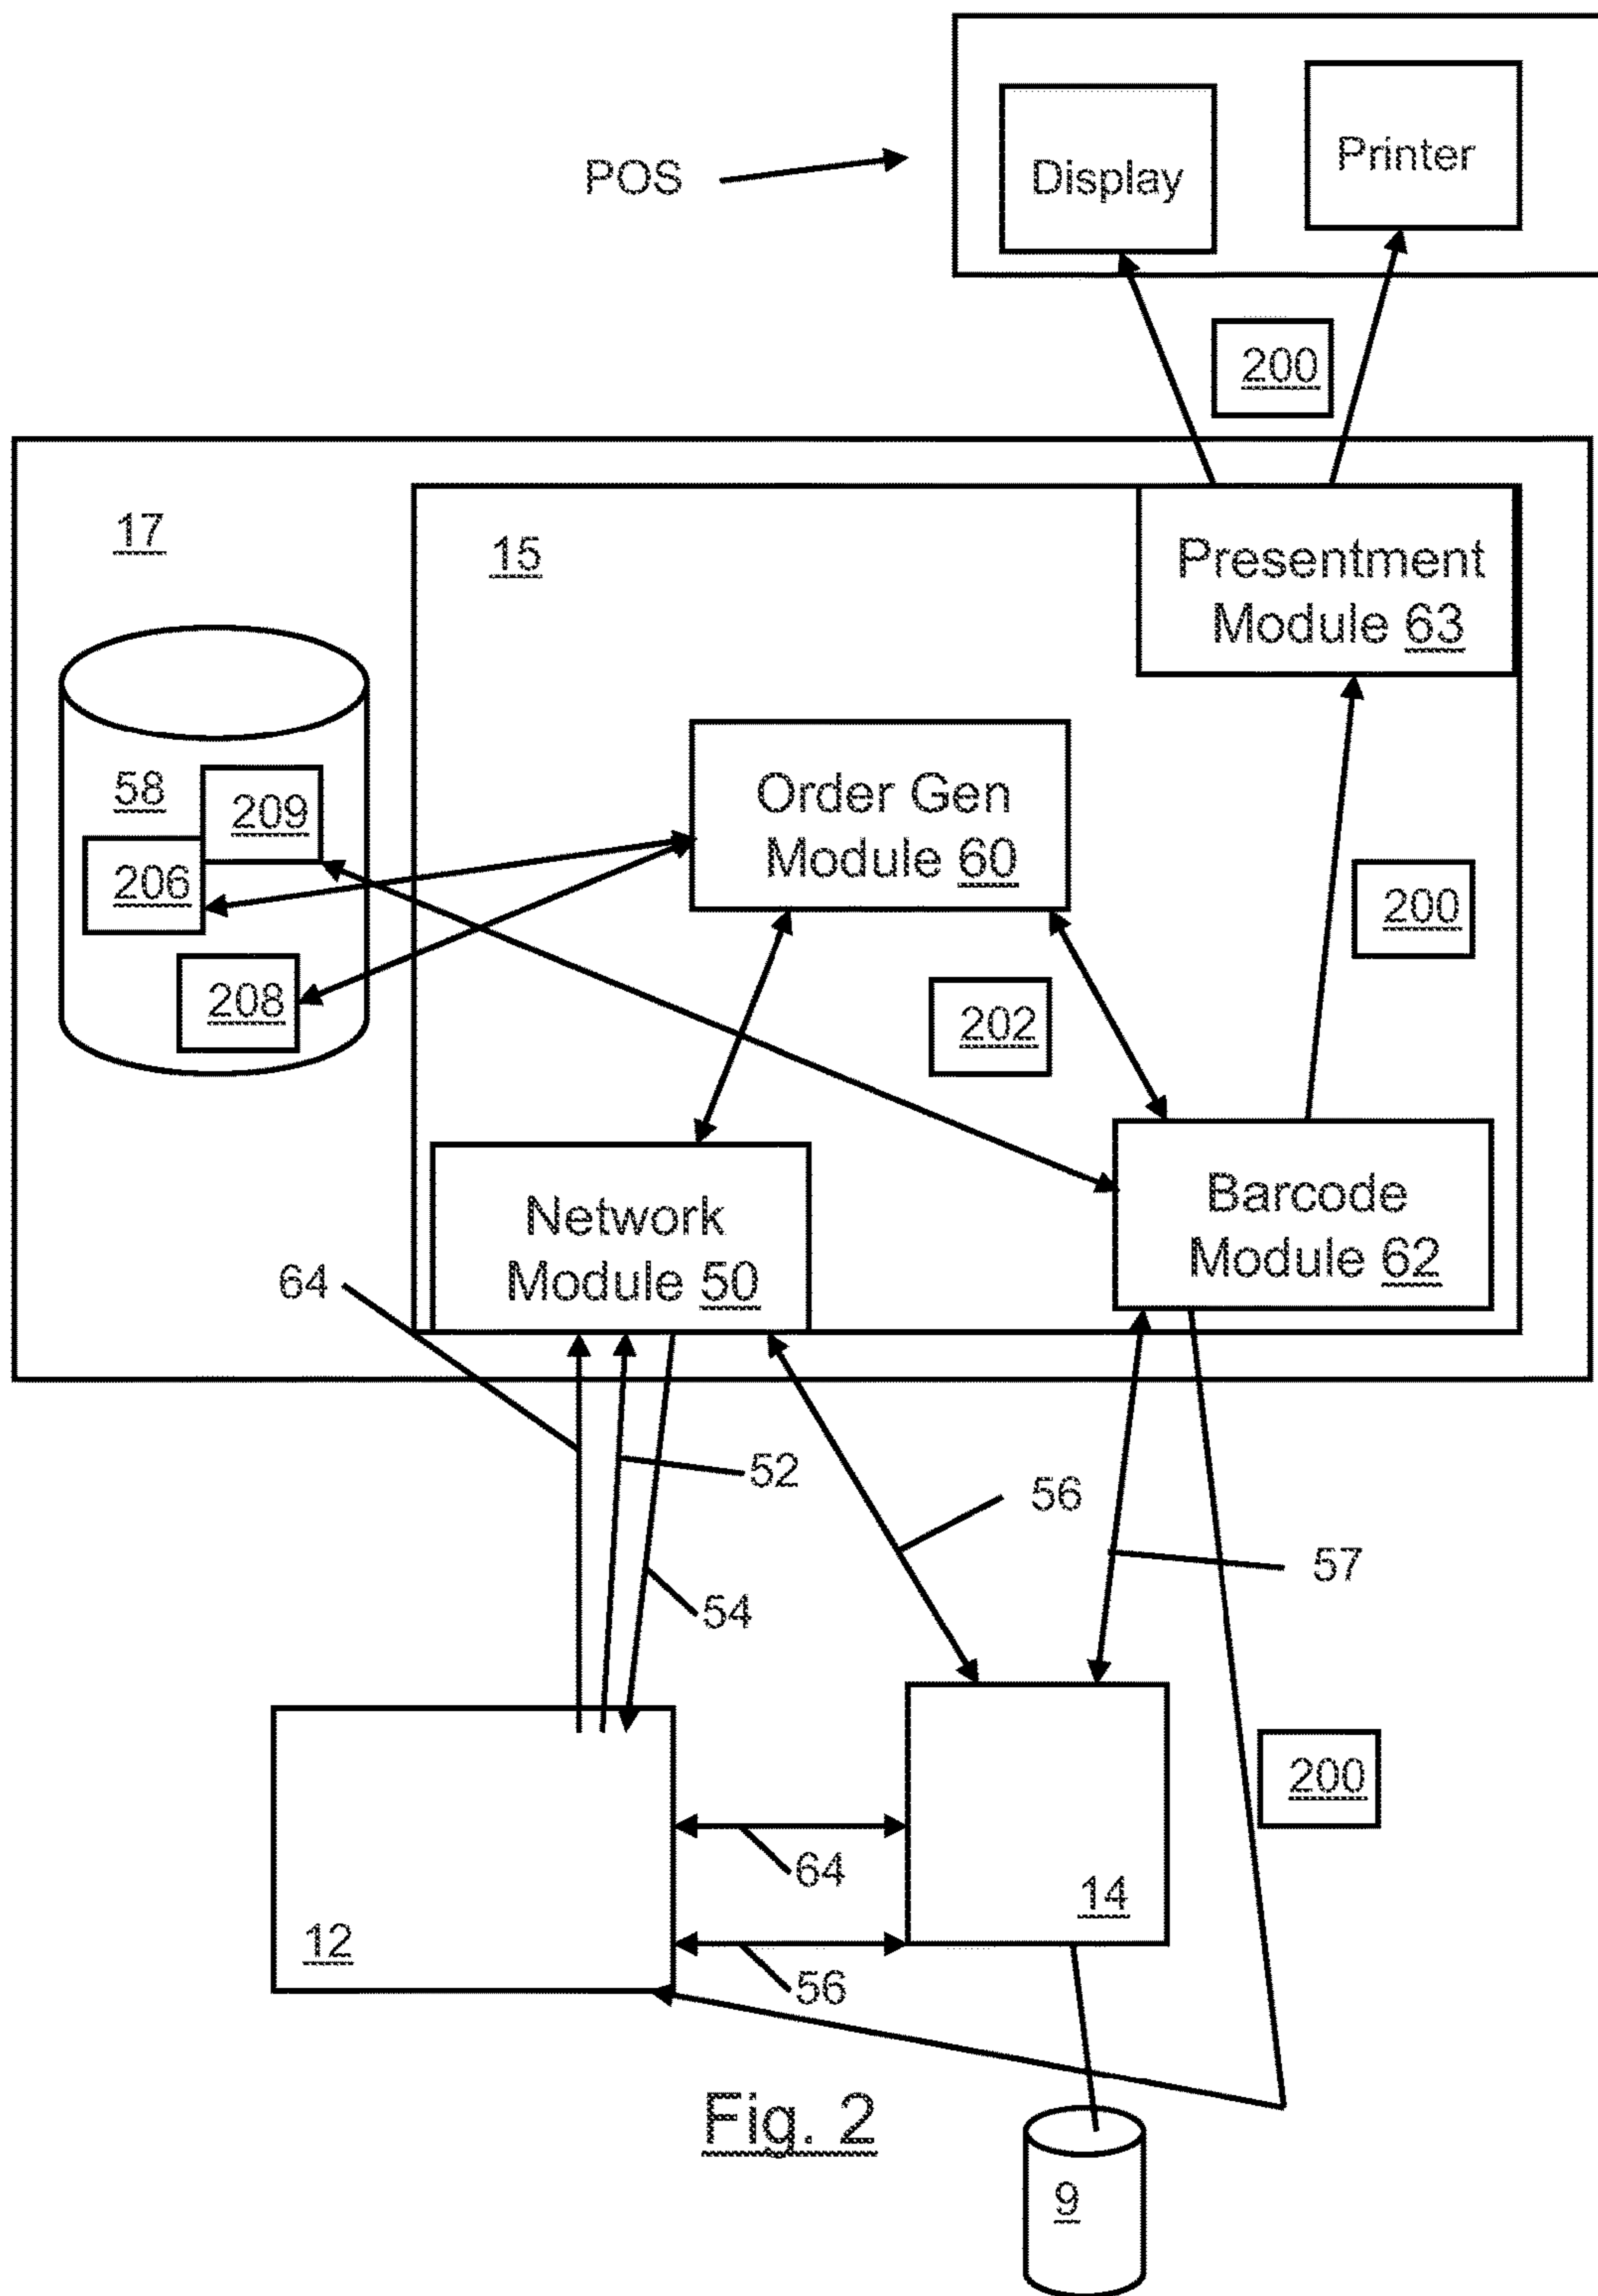 Printer
POS
Display
200
17
15
Presentment
Module 63
58
209
Order Gen
Module 60
206
200
208
202
Network
Module 50
Barcode
Module 62
64
52
56
57
54
200
64
14
12
56
Fig. 2
9